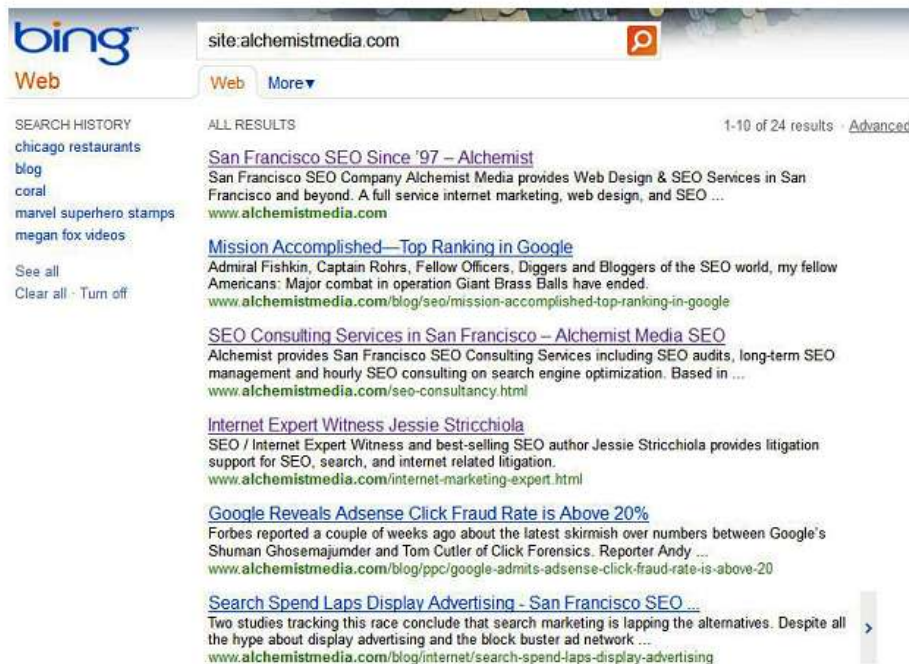 bing™
site:alchemistmedia.com
Web
Web More▼
SEARCH HISTORY
chicago restaurants
blog
coral
marvel superhero stamps
megan fox videos
See all
Clear all · Turn off
ALL RESULTS
1-10 of 24 results · Advanced
San Francisco SEO Since '97 – Alchemist
San Francisco SEO Company Alchemist Media provides Web Design & SEO Services in San
Francisco and beyond. A full service internet marketing, web design, and SEO ...
www.alchemistmedia.com
Mission Accomplished—Top Ranking in Google
Admiral Fishkin, Captain Rohrs, Fellow Officers, Diggers and Bloggers of the SEO world, my fellow
Americans: Major combat in operation Giant Brass Balls have ended.
www.alchemistmedia.com/blog/seo/mission-accomplished-top-ranking-in-google
SEO Consulting Services in San Francisco – Alchemist Media SEO
Alchemist provides San Francisco SEO Consulting Services including SEO audits, long-term SEO
management and hourly SEO consulting on search engine optimization. Based in ...
www.alchemistmedia.com/seo-consultancy.html
Internet Expert Witness Jessie Stricchiola
SEO / Internet Expert Witness and best-selling SEO author Jessie Stricchiola provides litigation
support for SEO, search, and internet related litigation.
www.alchemistmedia.com/internet-marketing-expert.html
Google Reveals Adsense Click Fraud Rate is Above 20%
Forbes reported a couple of weeks ago about the latest skirmish over numbers between Google's
Shuman Ghosemajumder and Tom Cutler of Click Forensics. Reporter Andy ...
www.alchemistmedia.com/blog/ppc/google-admits-adsense-click-fraud-rate-is-above-20
Search Spend Laps Display Advertising - San Francisco SEO ...
Two studies tracking this race conclude that search marketing is lapping the alternatives. Despite all
the hype about display advertising and the block buster ad network ...
www.alchemistmedia.com/blog/internet/search-spend-laps-display-advertising